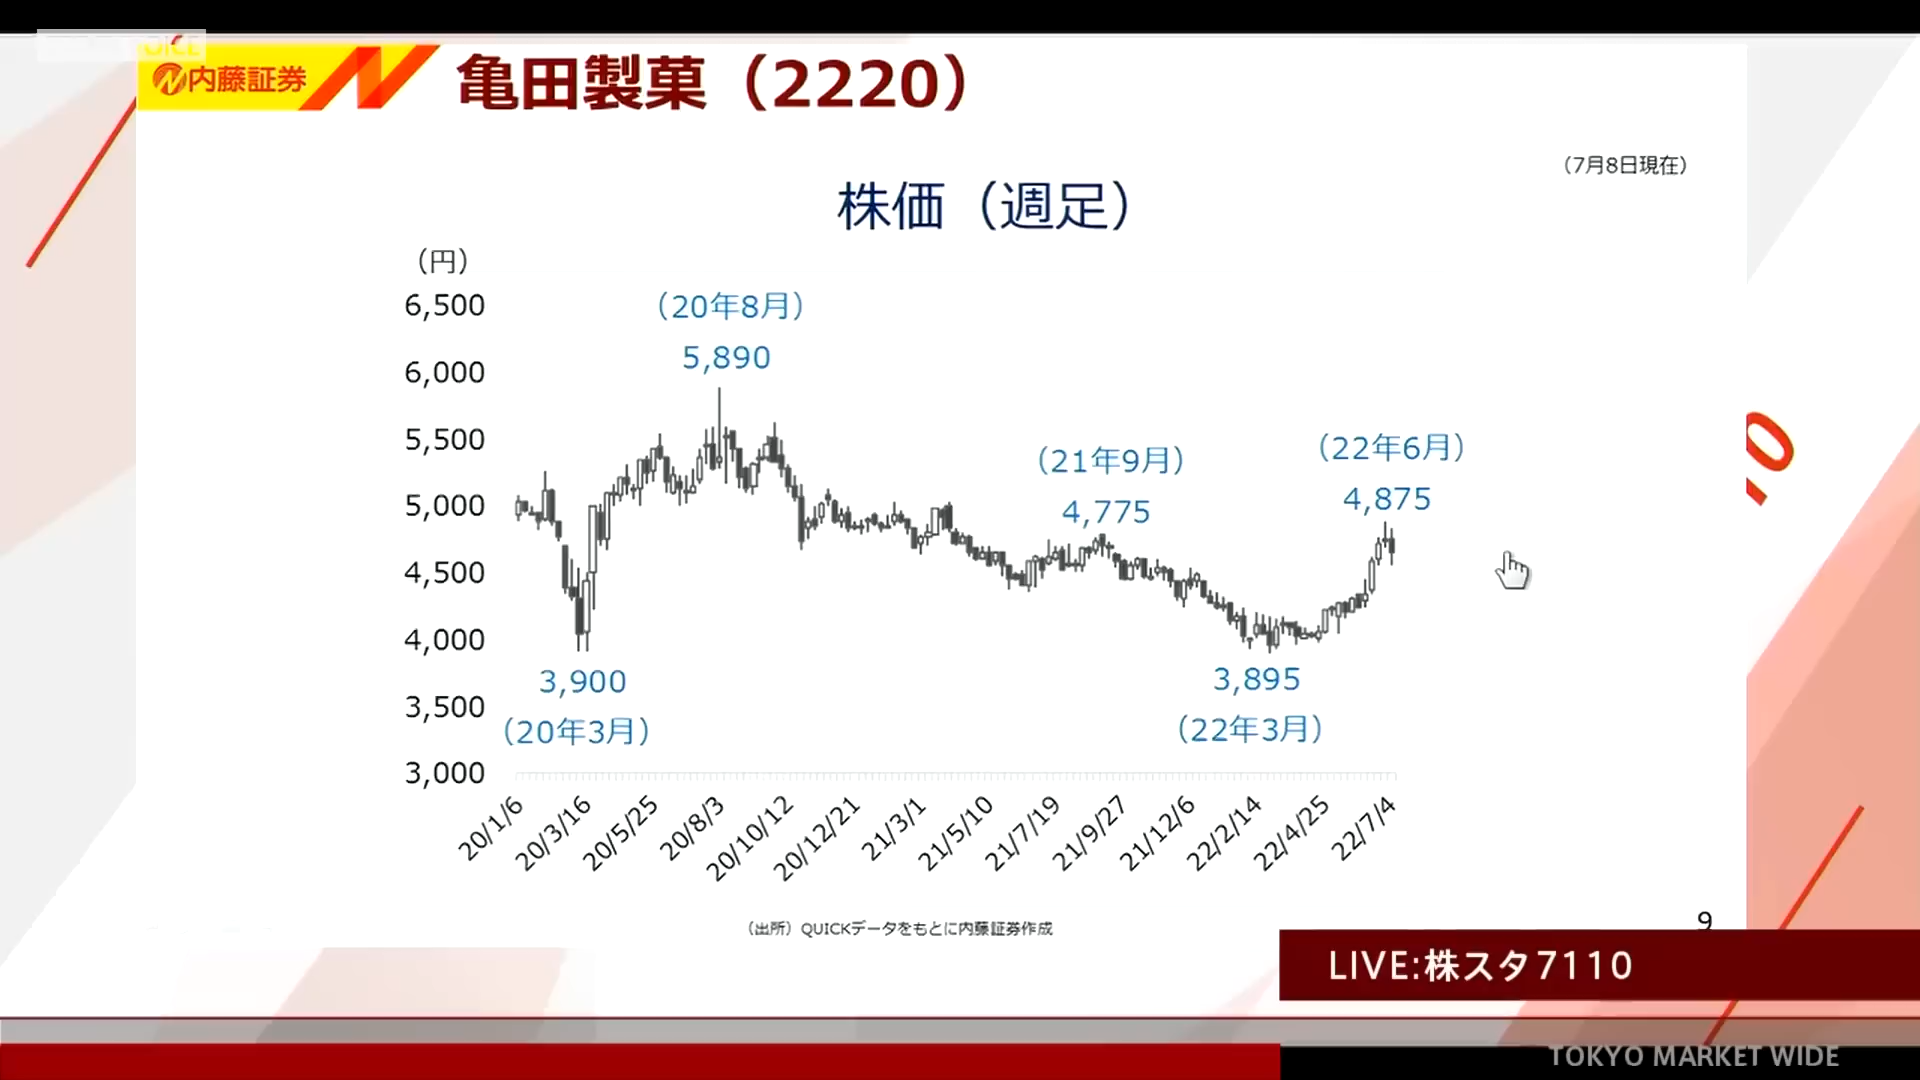 内藤証券
亀田製菓（2220）
（7月8日現在）
株価（週足）
（円）
6,500
6,000
5,500
5,000
4,500
4,000
3,500
3,000
（20年8月）
5,890
（21年9月）
4,775
（22年6月）
4,875
3,900
（20年3月）
3,895
（22年3月）
20/1/6
20/3/16
20/5/25
20/8/3
20/10/12
20/12/21
21/3/1
21/5/10
21/7/19
21/9/27
21/12/6
22/2/14
22/4/25
22/7/4
（出所）QUICKデータをもとに内藤証券作成
9
LIVE:株スタ7110
TOKYO MARKET WIDE